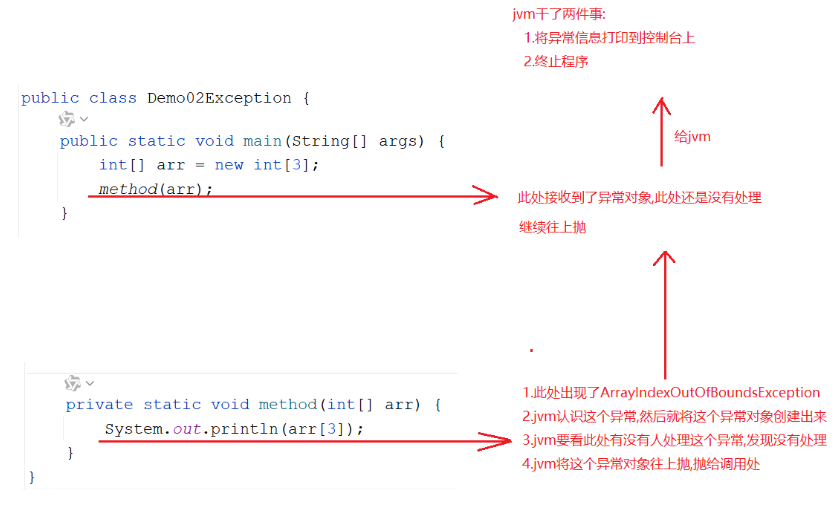 jvm干了两件事:
1.将异常信息打印到控制台上
2.终止程序
public class Demo02Exception {
public static void main(String[] args) {
给jvm
int[] arr = new int[3];
method(arr);
此处接收到了异常对象,此处还是没有处理
}
继续往上抛
private static void method(int[] arr) {
1.此处出现了ArrayIndexOutOfBoundsException
System.out.println(arr[3]);
2.jvm认识这个异常,然后就将这个异常对象创建出来
3.jvm要看此处有没有人处理这个异常,发现没有处理
}
4.jvm将这个异常对象往上抛,抛给调用处
}